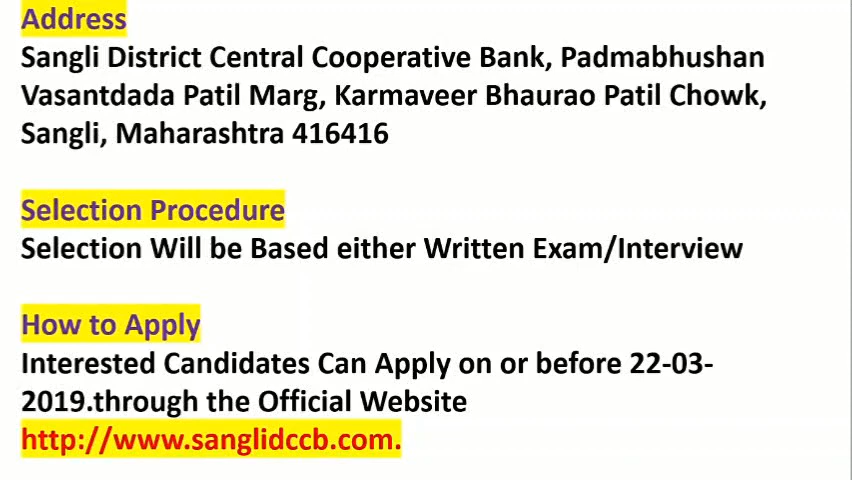 Address
Sangli District Central Cooperative Bank, Padmabhushan
Vasantdada Patil Marg, Karmaveer Bhaurao Patil Chowk,
Sangli, Maharashtra 416416
Selection Procedure
Selection Will be Based either Written Exam/Interview
How to Apply
Interested Candidates Can Apply on or before 22-03-
2019.through the Official Website
http://www.sanglidccb.com.